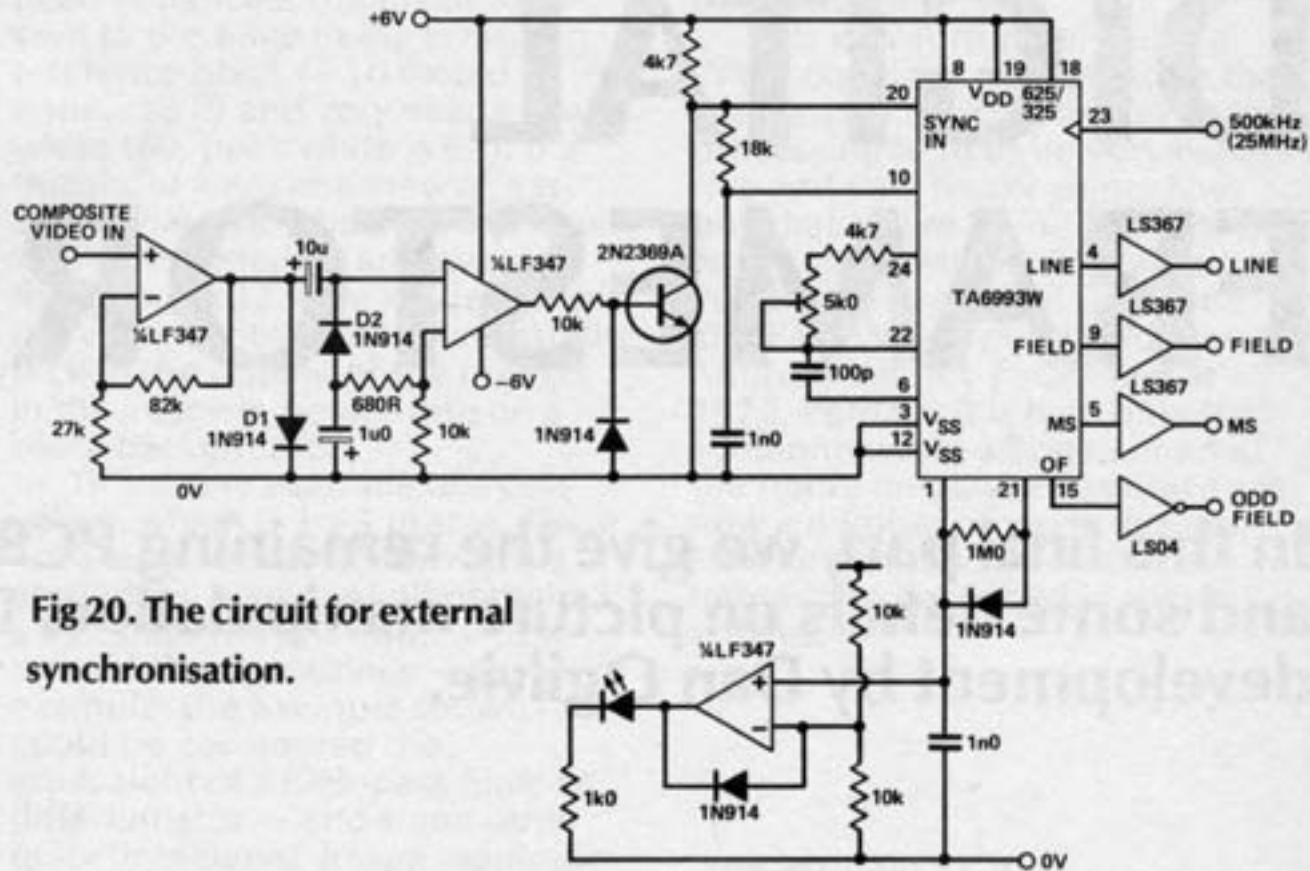 +6V
4k7
8
19
18
V_DD
625/
325
20
SYNC
IN
23
500kHz
(25MHz)
18k
10
COMPOSITE
VIDEO IN
10u
¼LF347
2N2369A
4k7
24
LS367
LINE
4
LINE
+
+
−
5k0
TA6993W
LS367
D2
1N914
10k
22
FIELD
9
FIELD
¼LF347
−6V
100p
LS367
82k
680R
6
MS
5
MS
27k
D1
1N914
1u0
+
10k
1N914
1n0
3
V_SS
12
V_SS
OF
0V
1
21
15
ODD
FIELD
LS04
1M0
1N914
Fig 20. The circuit for external
synchronisation.
10k
¼LF347
+
−
1n0
1k0
1N914
10k
0V